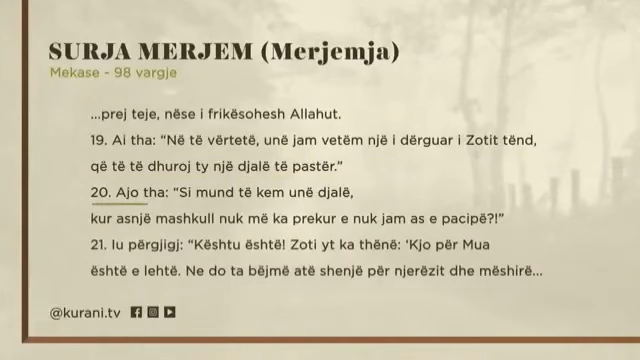 SURJA MERJEM (Merjemja)
Mekase - 98 vargje
...prej teje, nëse i frikësohesh Allahut.
19. Ai tha: “Në të vërtetë, unë jam vetëm një i dërguar i Zotit tënd,
që të të dhuroj ty një djalë të pastër.”
20. Ajo tha: “Si mund të kem unë djalë,
kur asnjë mashkull nuk më ka prekur e nuk jam as e pacipë?!”
21. Iu përgjigj: “Kështu është! Zoti yt ka thënë: ‘Kjo për Mua
është e lehtë. Ne do ta bëjmë atë shenjë për njerëzit dhe mëshirë...
@kurani.tv